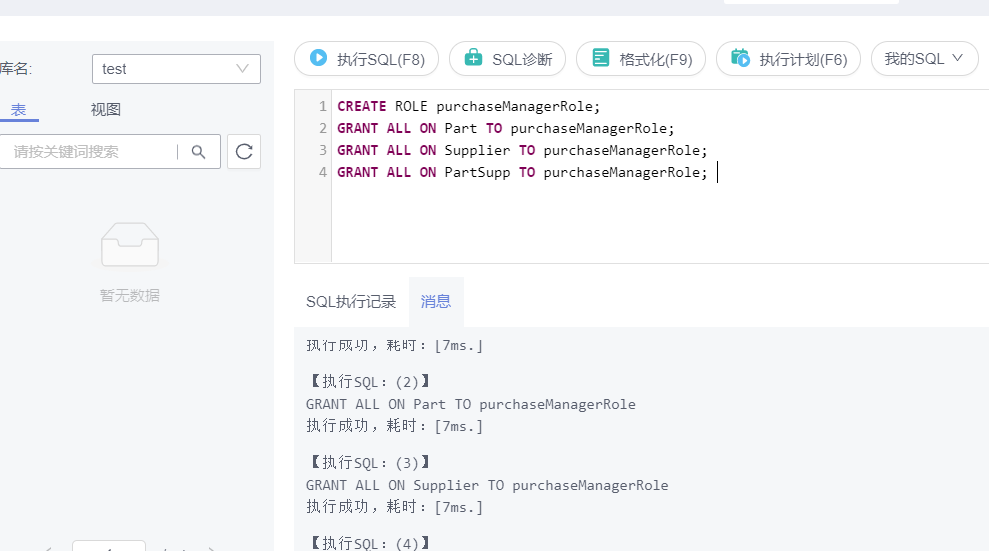 库名:
test
表
视图
请按关键词搜索
暂无数据
执行SQL(F8)
SQL诊断
格式化(F9)
执行计划(F6)
我的SQL
1 CREATE ROLE purchaseManagerRole;
2 GRANT ALL ON Part TO purchaseManagerRole;
3 GRANT ALL ON Supplier TO purchaseManagerRole;
4 GRANT ALL ON PartSupp TO purchaseManagerRole;
SQL执行记录
消息
执行成功，耗时：[7ms.]
【执行SQL：(2)】
GRANT ALL ON Part TO purchaseManagerRole
执行成功，耗时：[7ms.]
【执行SQL：(3)】
GRANT ALL ON Supplier TO purchaseManagerRole
执行成功，耗时：[7ms.]
【执行SQL：(4)】